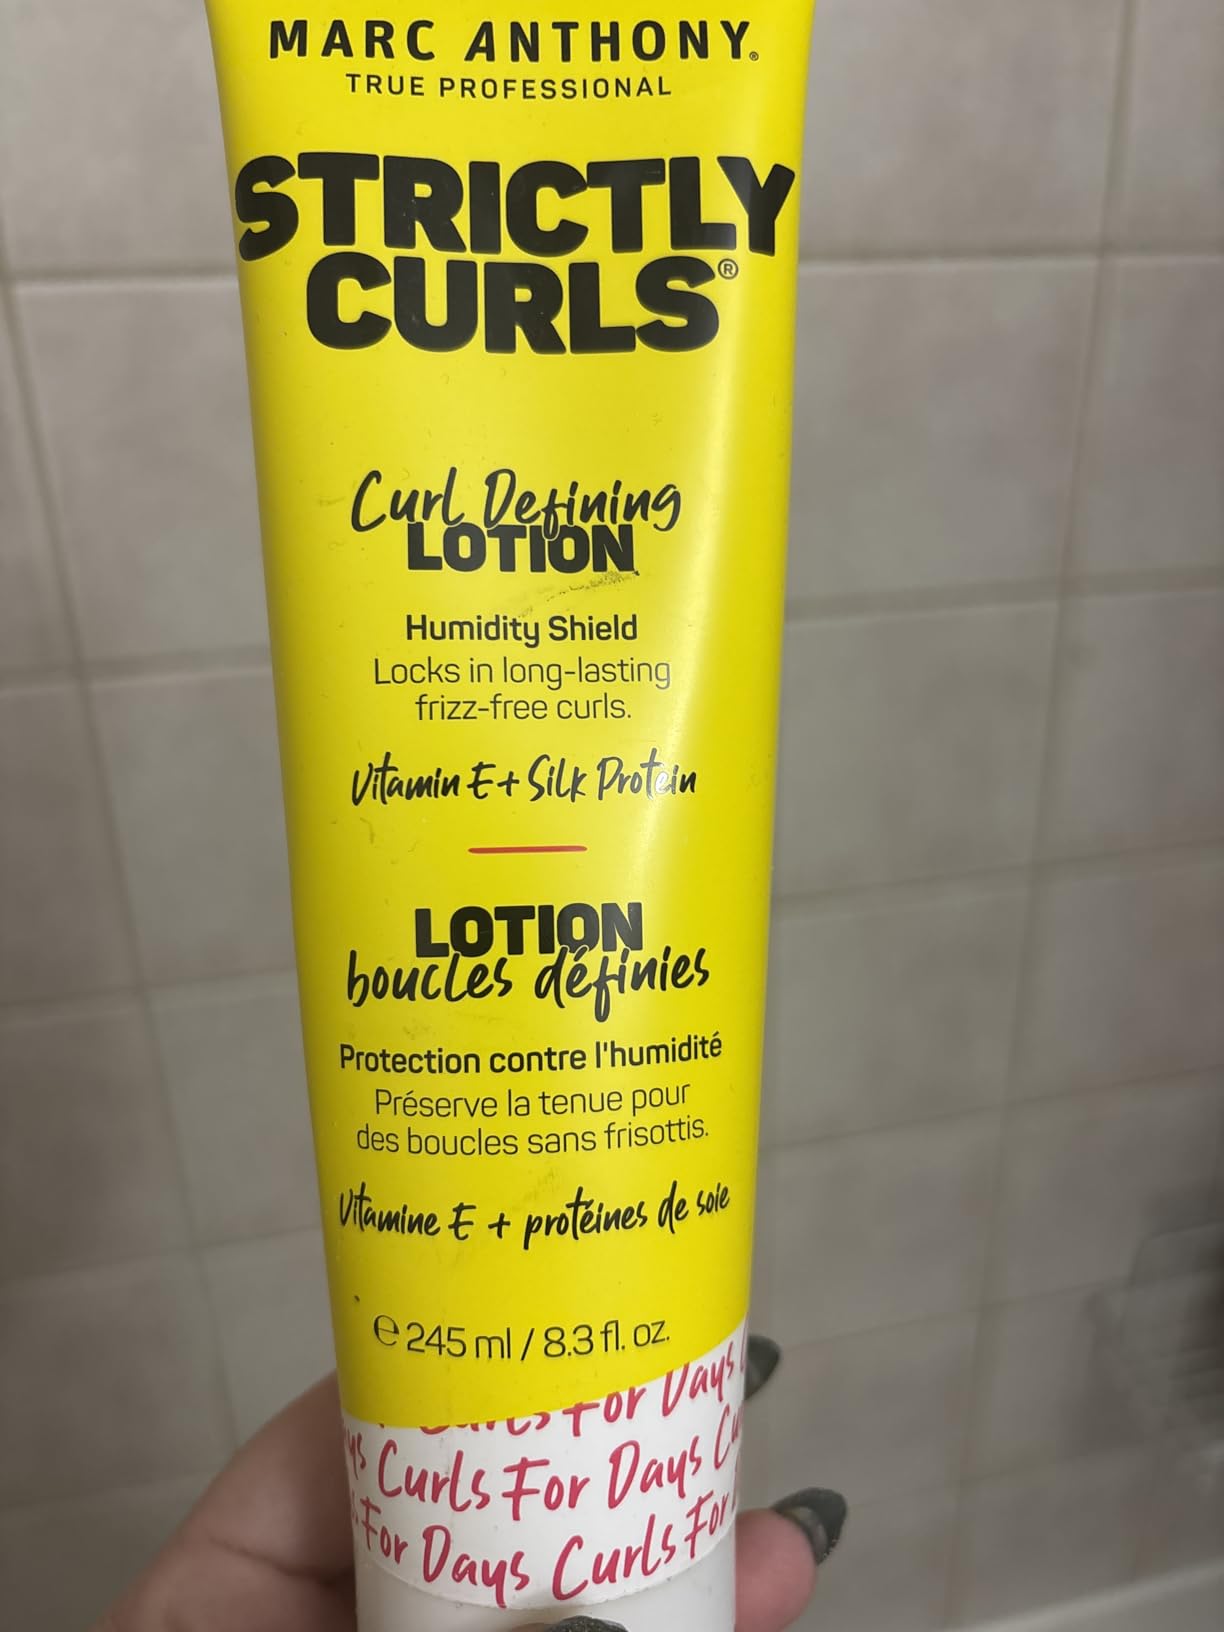 MARC ANTHONY®
TRUE PROFESSIONAL
STRICTLY
CURLS®
Curl Defining
LOTION
Humidity Shield
Locks in long-lasting
frizz-free curls.
Vitamin E + Silk Protein
LOTION
boucles définies
Protection contre l'humidité
Préserve la tenue pour
des boucles sans frisottis.
Vitamine E + protéines de soie
℮ 245 ml / 8.3 fl. oz.
Curls For Days
Curls For Days
For Days Curls For